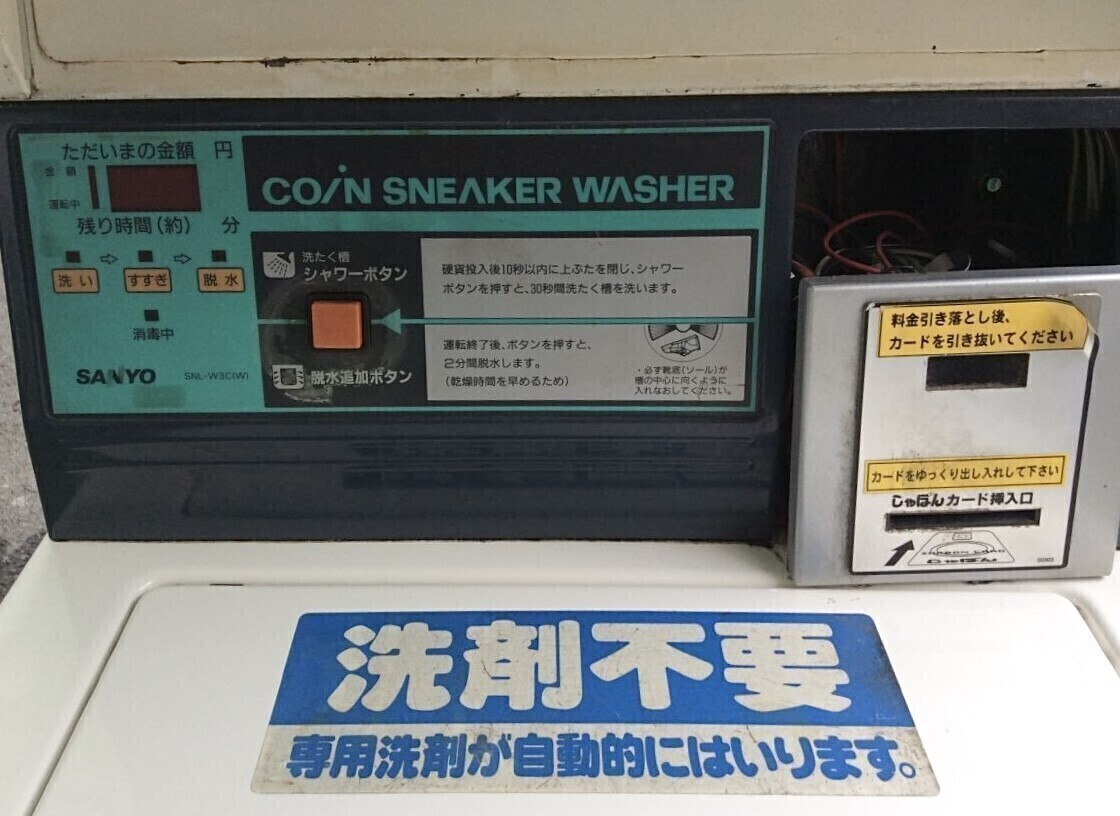 ただいまの金額 円
金額
運転中
残り時間(約) 分
洗い ⇨ すすぎ ⇨ 脱水
消毒中
SANYO SNL-W3C(W)
COIN SNEAKER WASHER
洗たく槽
シャワーボタン
硬貨投入後10秒以内に上ぶたを閉じ、シャワー
ボタンを押すと、30秒間洗たく槽を洗います。
脱水追加ボタン
運転終了後、ボタンを押すと、
2分間脱水します。
(乾燥時間を早めるため)
・必ず靴底(ソール)が
槽の中心に向くように
入れなおしてください。
料金引き落とし後、
カードを引き抜いてください
カードをゆっくり出し入れして下さい
しゃぼんカード挿入口
しゃぼん
洗剤不要
専用洗剤が自動的にはいります。